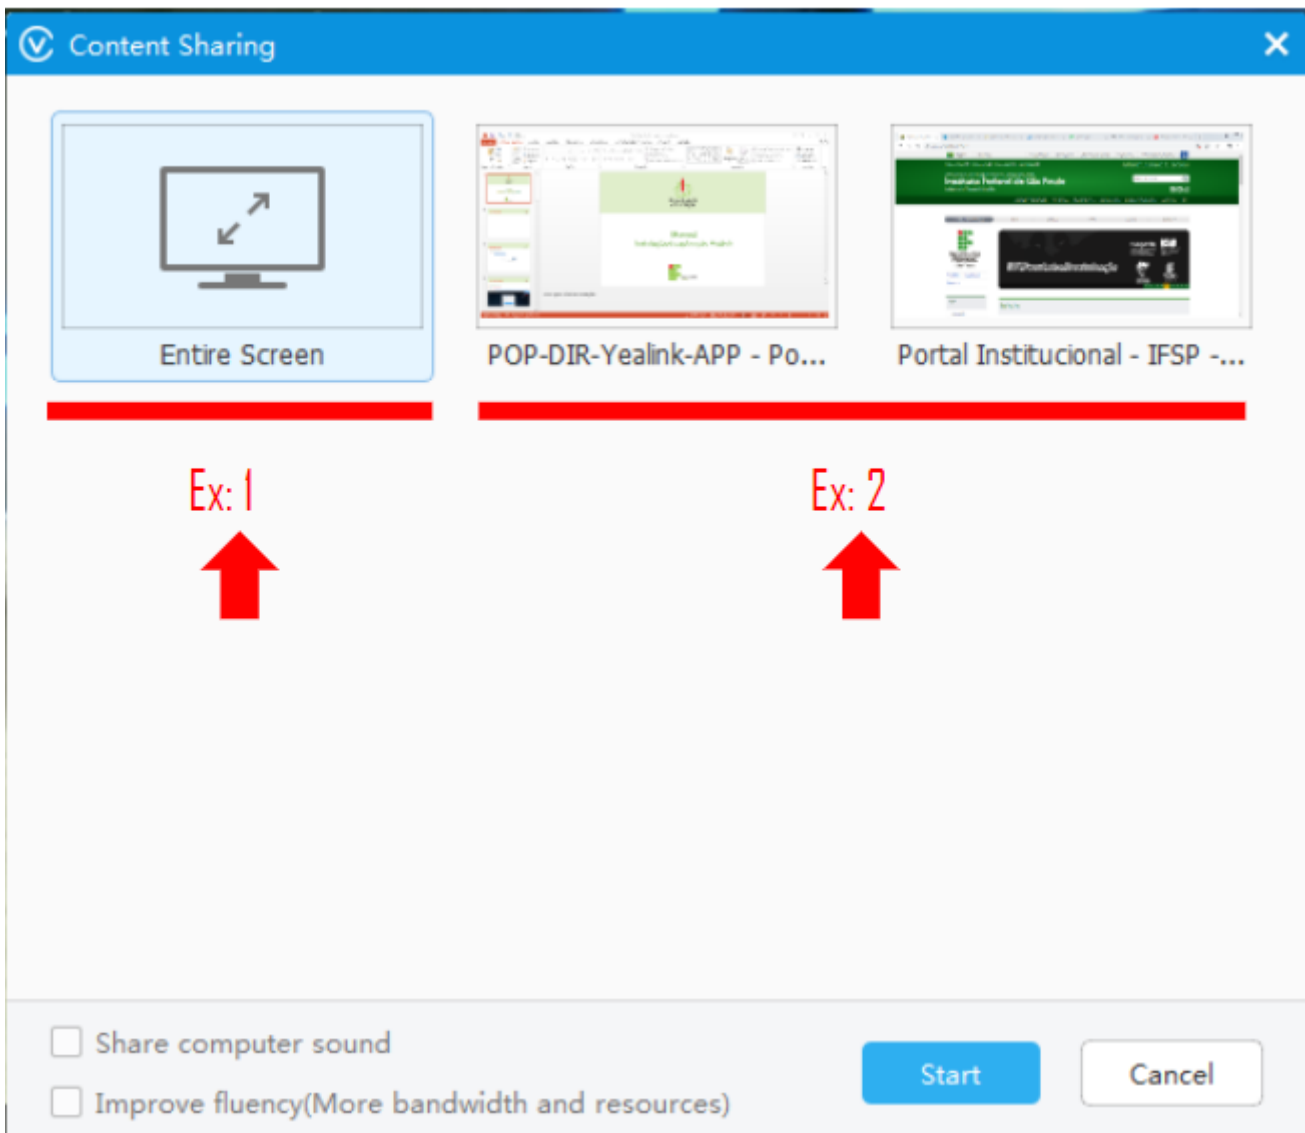 Content Sharing
Entire Screen
POP-DIR-Yealink-APP - Po...
Portal Institucional - IFSP -...
Ex: 1
Ex: 2
Share computer sound
Improve fluency(More bandwidth and resources)
Start
Cancel